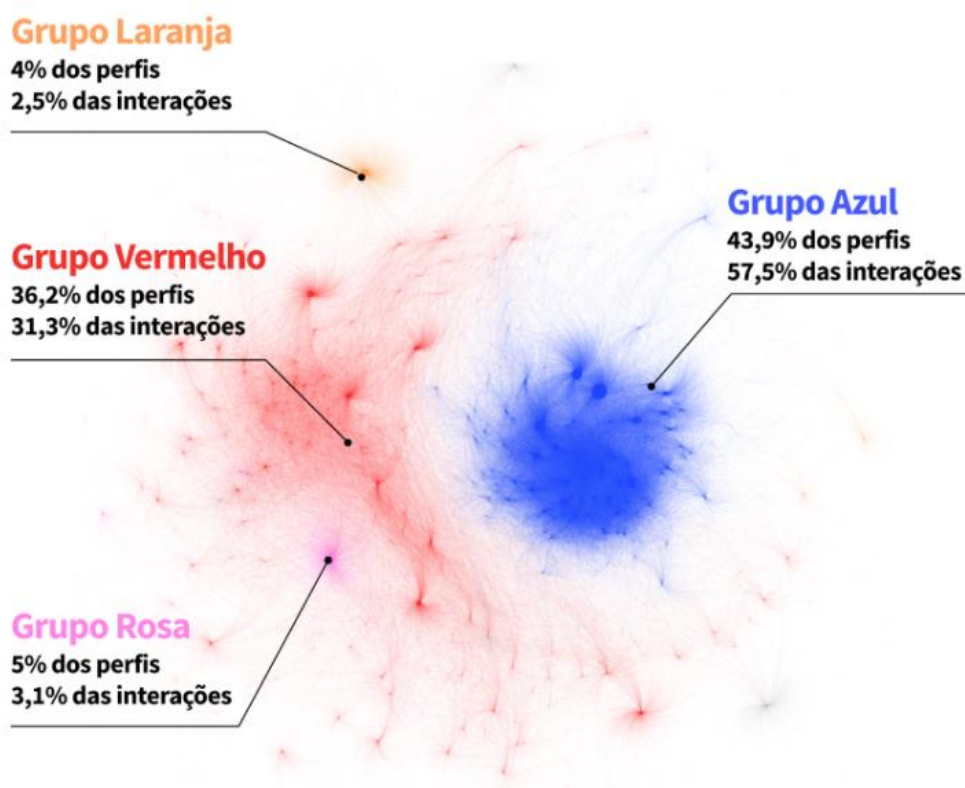 Grupo Laranja
4% dos perfis
2,5% das interações
Grupo Azul
43,9% dos perfis
57,5% das interações
Grupo Vermelho
36,2% dos perfis
31,3% das interações
Grupo Rosa
5% dos perfis
3,1% das interações